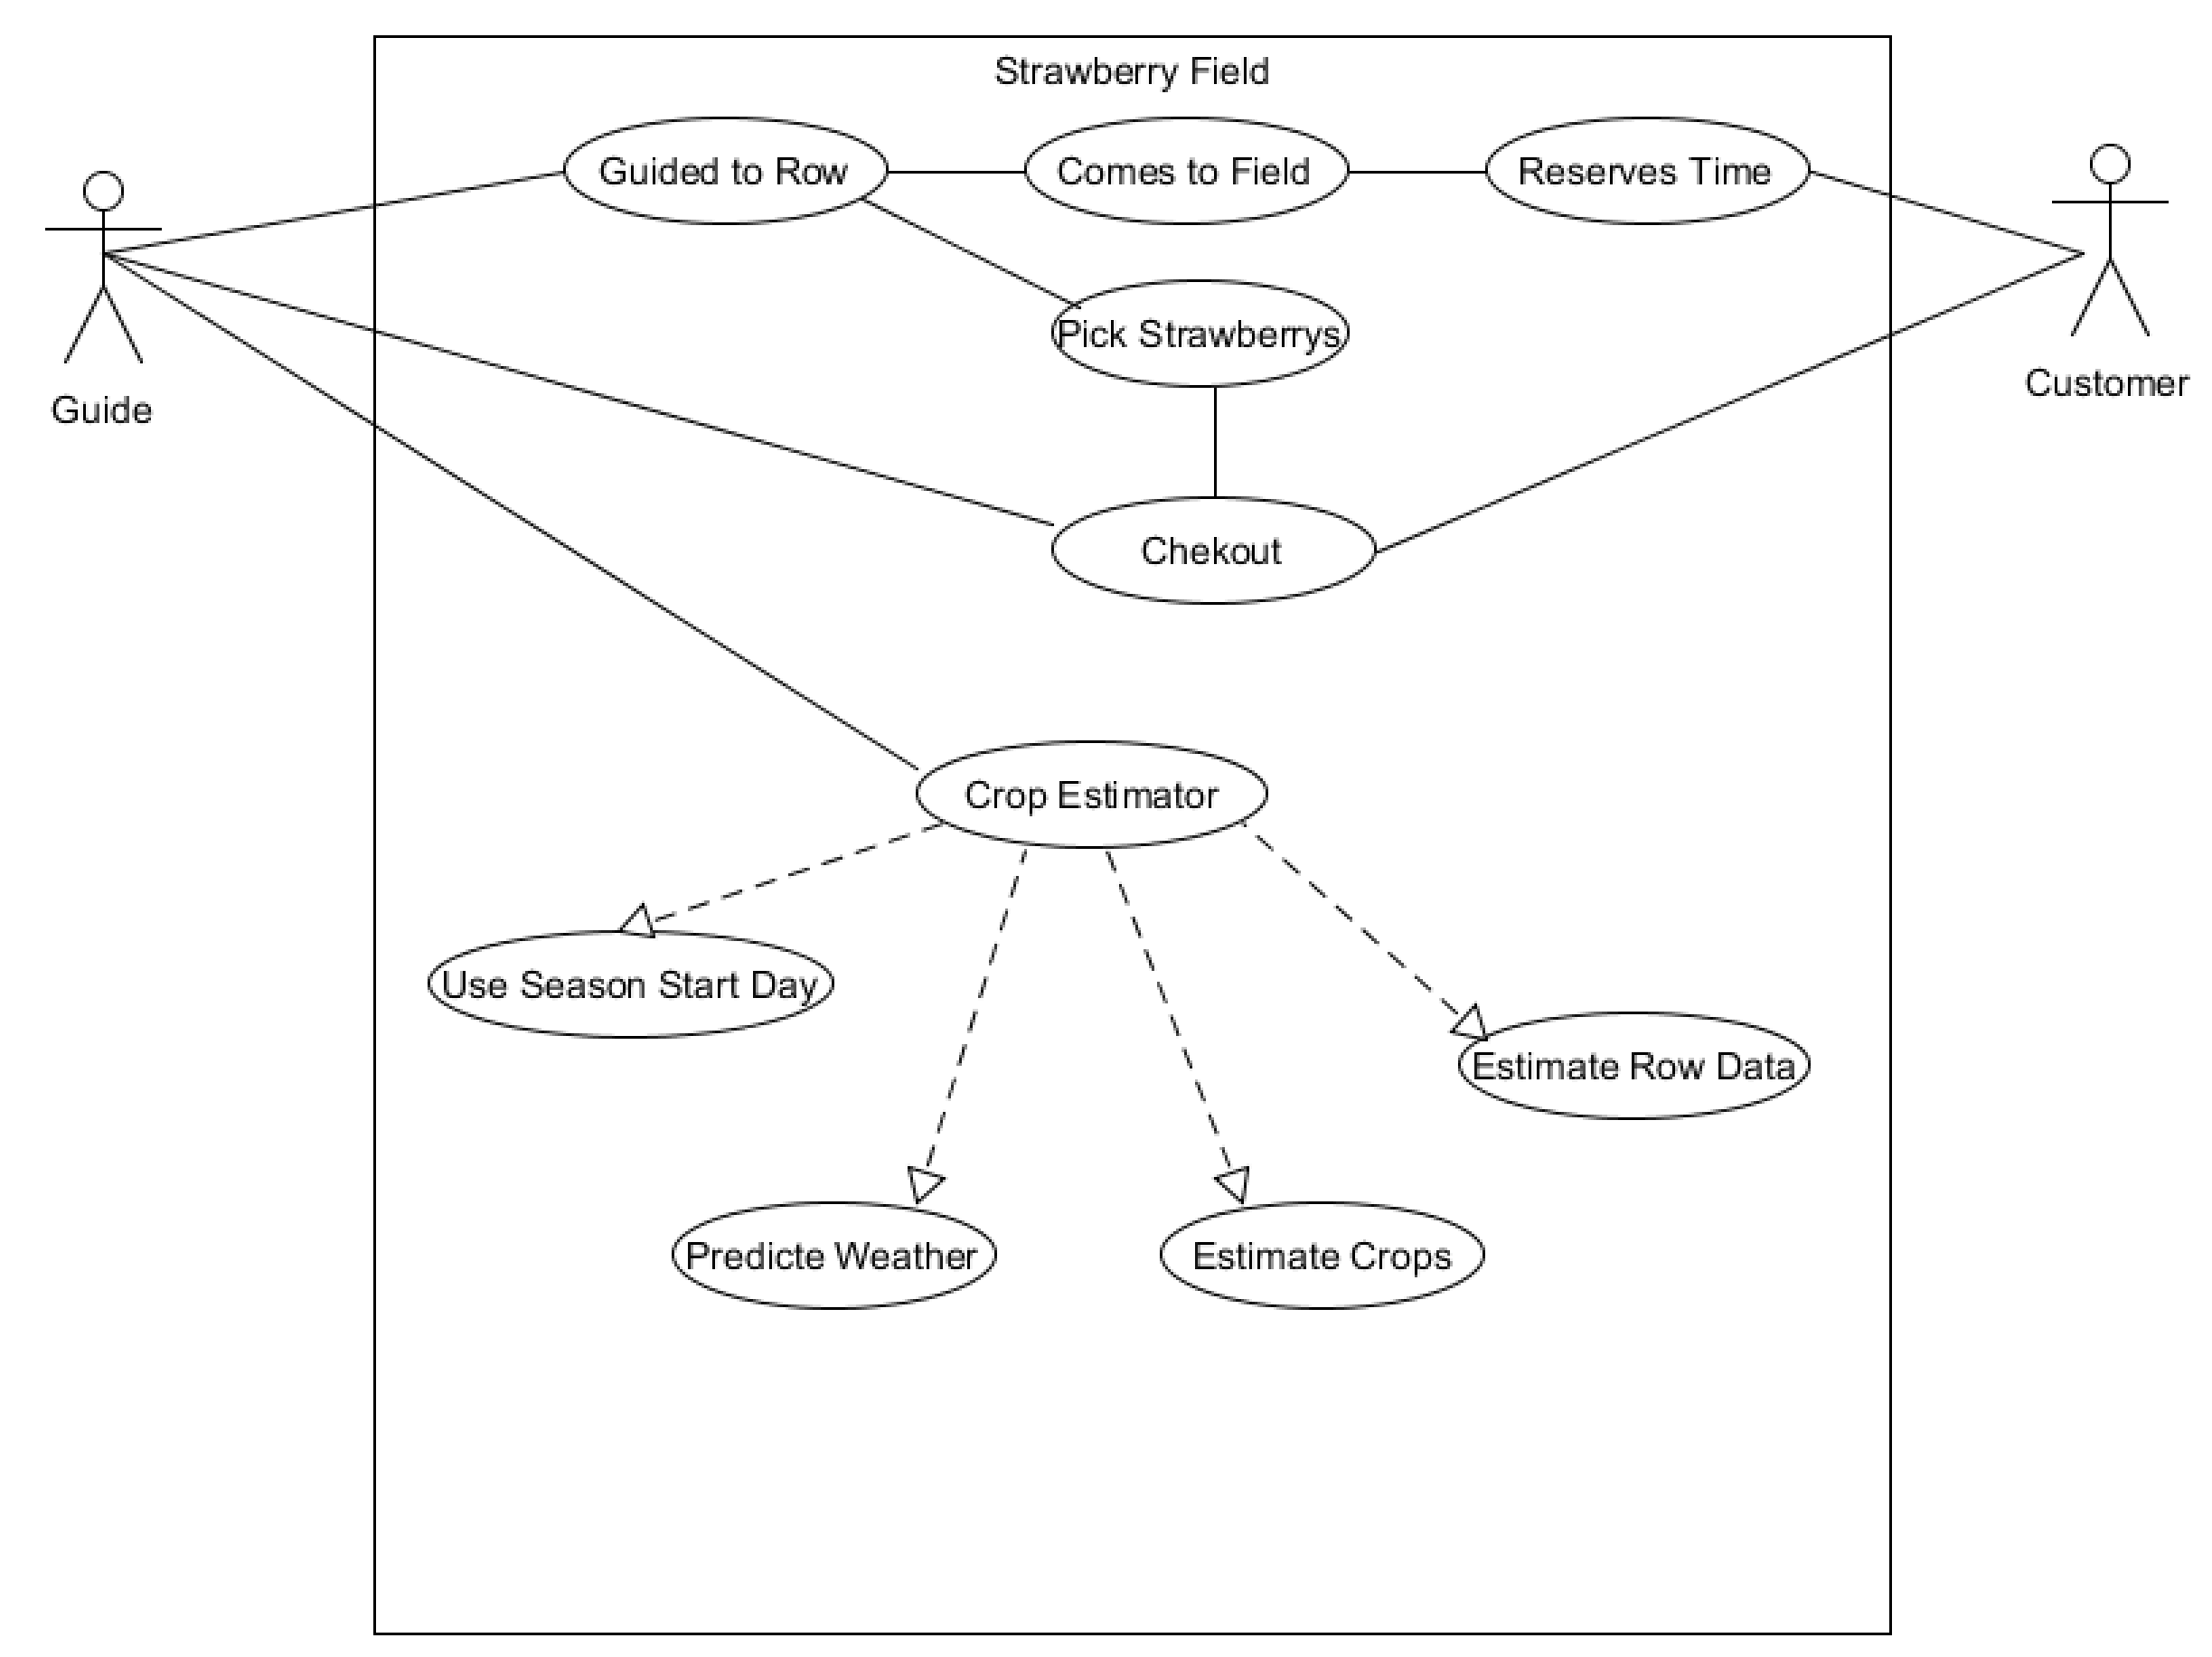 Strawberry Field
Guided to Row
Comes to Field
Reserves Time
Pick Strawberrys
Guide
Customer
Chekout
Crop Estimator
Use Season Start Day
Estimate Row Data
Predicte Weather
Estimate Crops